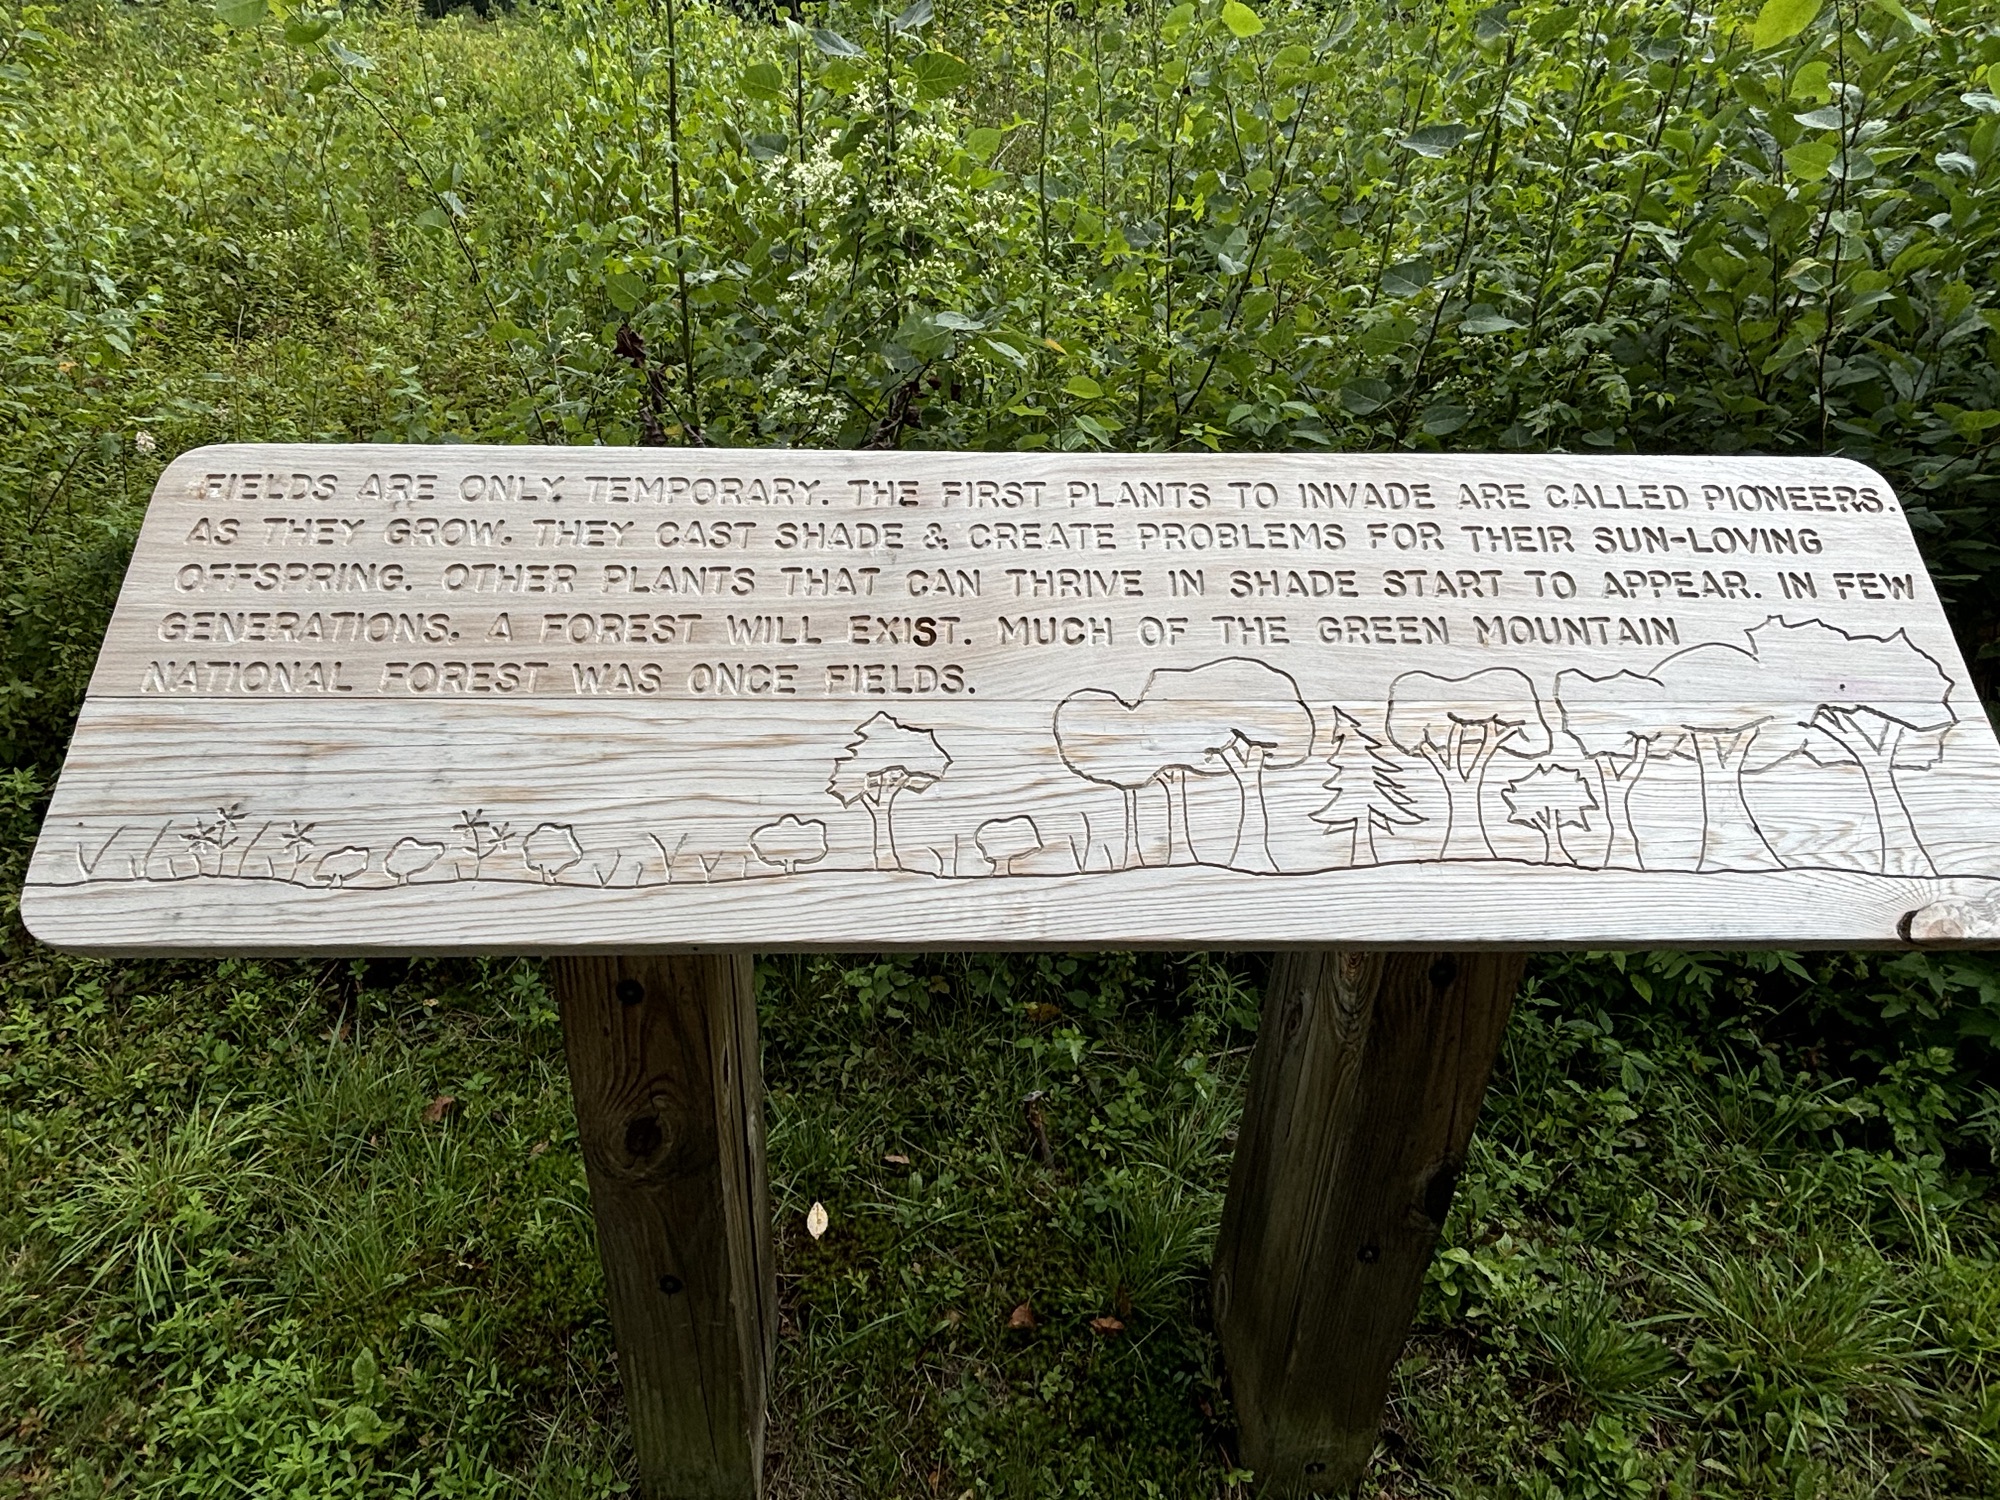 FIELDS ARE ONLY TEMPORARY. THE FIRST PLANTS TO INVADE ARE CALLED PIONEERS.
AS THEY GROW, THEY CAST SHADE & CREATE PROBLEMS FOR THEIR SUN-LOVING
OFFSPRING. OTHER PLANTS THAT CAN THRIVE IN SHADE START TO APPEAR. IN FEW
GENERATIONS, A FOREST WILL EXIST. MUCH OF THE GREEN MOUNTAIN
NATIONAL FOREST WAS ONCE FIELDS.